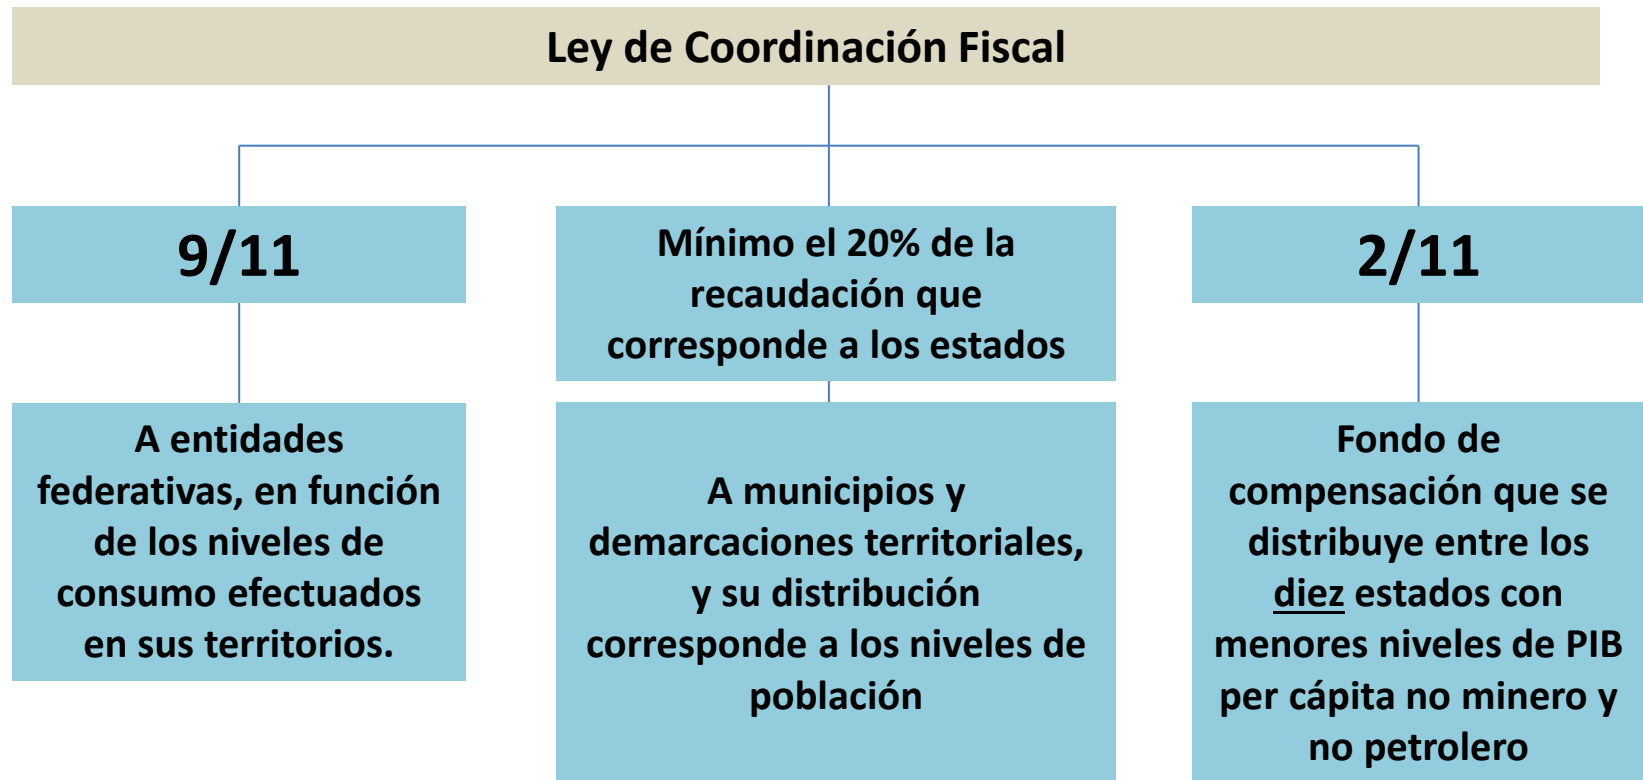 Ley de Coordinación Fiscal
9/11
A entidades
federativas, en función
de los niveles de
consumo efectuados
en sus territorios.
Mínimo el 20% de la
recaudación que
corresponde a los estados
A municipios y
demarcaciones territoriales,
y su distribución
corresponde a los niveles de
población
2/11
Fondo de
compensación que se
distribuye entre los
diez estados con
menores niveles de PIB
per cápita no minero y
no petrolero